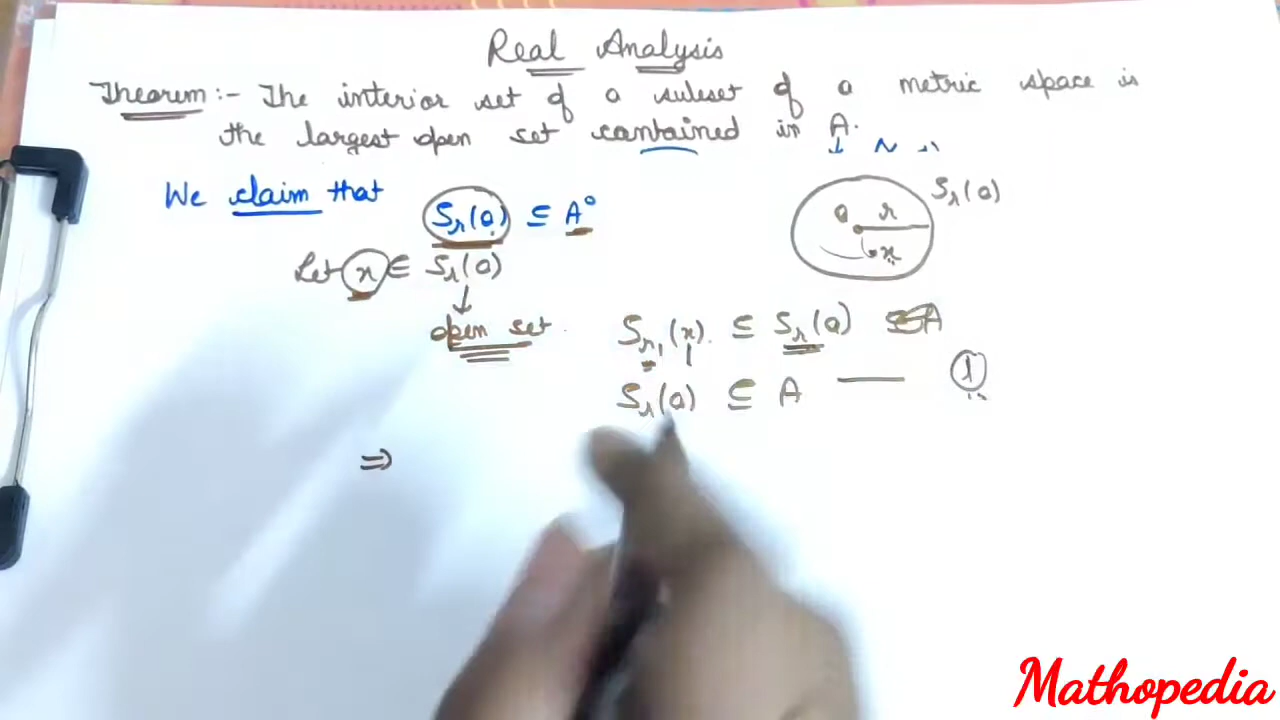 Real Analysis
Theorem:- The interior set of a suleset of a metric space is
the largest open set contained in A.
We claim that
Sr(a) ⊆ A°
Sr(a)
a r
x
Let x ∈ Sr(a)
↓
open set.
Sr₁(x). ⊆ Sr(a) ⊆ A
Sr(a) ⊆ A —— ①
⇒
Mathopedia